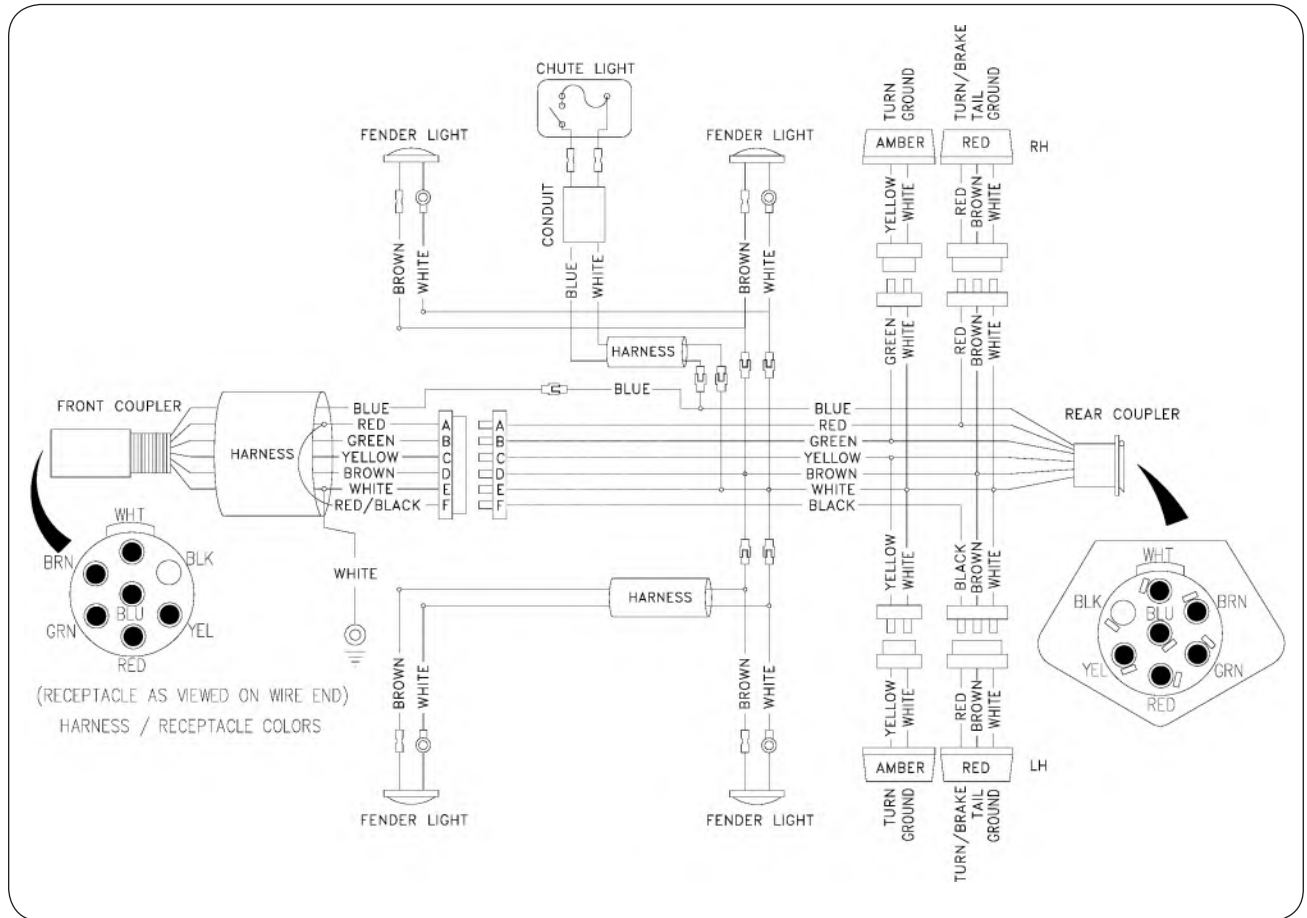 CHUTE LIGHT
FENDER LIGHT
FENDER LIGHT
TURN
GROUND
TURN/BRAKE
TAIL
GROUND
AMBER
RED
RH
CONDUIT
BROWN
WHITE
BLUE
WHITE
BROWN
WHITE
YELLOW
WHITE
RED
BROWN
WHITE
GREEN
WHITE
RED
BROWN
WHITE
HARNESS
BLUE
FRONT COUPLER
HARNESS
BLUE
RED
GREEN
YELLOW
BROWN
WHITE
RED/BLACK
A
B
C
D
E
F
A
B
C
D
E
F
BLUE
RED
GREEN
YELLOW
BROWN
WHITE
BLACK
REAR COUPLER
WHT
BRN
BLK
BLU
GRN
YEL
RED
(RECEPTACLE AS VIEWED ON WIRE END)
HARNESS / RECEPTACLE COLORS
WHITE
HARNESS
BROWN
WHITE
BROWN
WHITE
FENDER LIGHT
FENDER LIGHT
YELLOW
WHITE
BLACK
BROWN
WHITE
YELLOW
WHITE
RED
BROWN
WHITE
AMBER
RED
LH
TURN
GROUND
TURN/BRAKE
TAIL
GROUND
WHT
BLK
BLU
BRN
YEL
GRN
RED